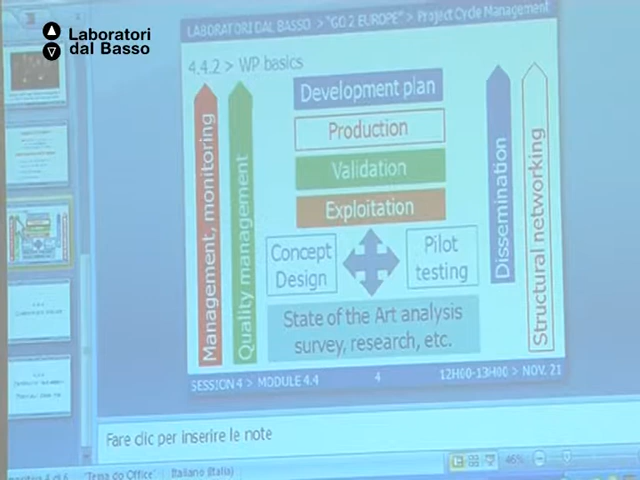 Laboratori
dal Basso
LABORATORI DAL BASSO > "GO 2 EUROPE" > Project Cycle Management
4.4.2 > WP basics
Management, monitoring
Quality management
Development plan
Production
Validation
Exploitation
Concept
Design
Pilot
testing
State of the Art analysis
survey, research, etc.
Dissemination
Structural networking
SESSION 4 > MODULE 4.4
4
12H00-13H00 > NOV. 21
Fare clic per inserire le note
"Tema do Office"
Italiano (Italia)
46%